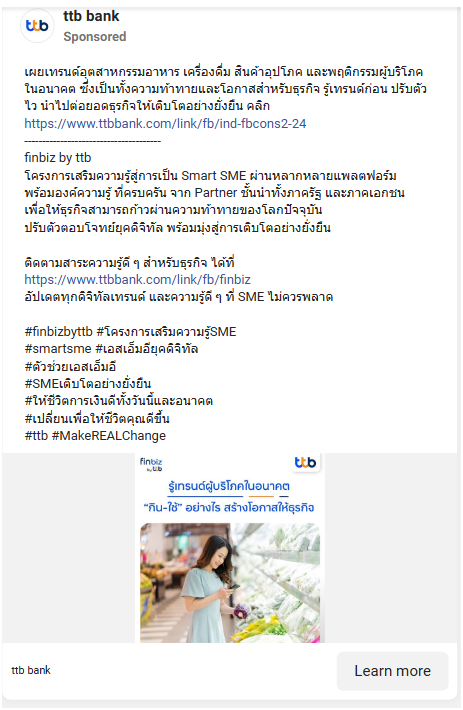 ttb
ttb bank
Sponsored
เผยเทรนด์อุตสาหกรรมอาหาร เครื่องดื่ม สินค้าอุปโภค และพฤติกรรมผู้บริโภค
ในอนาคต ซึ่งเป็นทั้งความท้าทายและโอกาสสำหรับธุรกิจ รู้เทรนด์ก่อน ปรับตัว
ไว นำไปต่อยอดธุรกิจให้เติบโตอย่างยั่งยืน คลิก
https://www.ttbbank.com/link/fb/ind-fbcons2-24
--------------------------------------
finbiz by ttb
โครงการเสริมความรู้สู่การเป็น Smart SME ผ่านหลากหลายแพลตฟอร์ม
พร้อมองค์ความรู้ ที่ครบครัน จาก Partner ชั้นนำทั้งภาครัฐ และภาคเอกชน
เพื่อให้ธุรกิจสามารถก้าวผ่านความท้าทายของโลกปัจจุบัน
ปรับตัวตอบโจทย์ยุคดิจิทัล พร้อมมุ่งสู่การเติบโตอย่างยั่งยืน
ติดตามสาระความรู้ดี ๆ สำหรับธุรกิจ ได้ที่
https://www.ttbbank.com/link/fb/finbiz
อัปเดตทุกดิจิทัลเทรนด์ และความรู้ดี ๆ ที่ SME ไม่ควรพลาด
#finbizbyttb #โครงการเสริมความรู้SME
#smartsme #เอสเอ็มอียุคดิจิทัล
#ตัวช่วยเอสเอ็มอี
#SMEเติบโตอย่างยั่งยืน
#ให้ชีวิตการเงินดีทั้งวันนี้และอนาคต
#เปลี่ยนเพื่อให้ชีวิตคุณดีขึ้น
#ttb #MakeREALChange
finbiz
by ttb
ttb
รู้เทรนด์ผู้บริโภคในอนาคต
“กิน-ใช้” อย่างไร สร้างโอกาสให้ธุรกิจ
ttb bank
Learn more